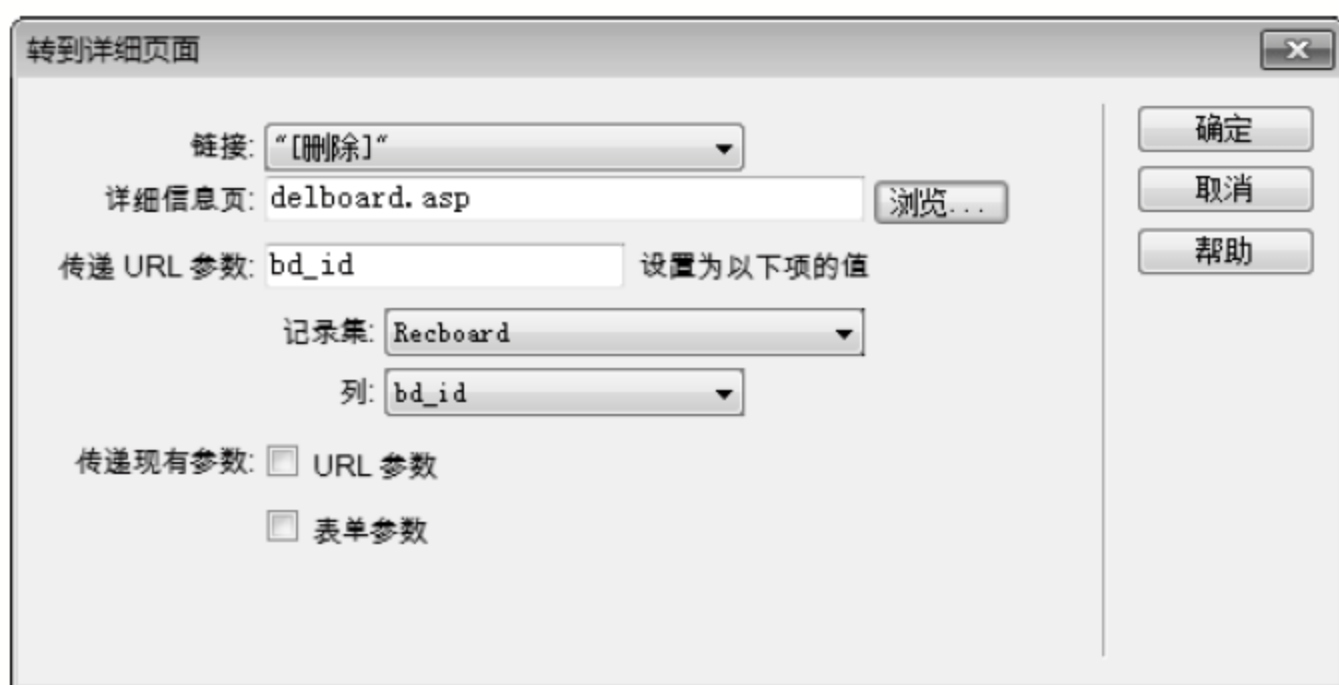 转到详细页面
链接: "[删除]"
确定
详细信息页: delboard.asp 浏览...
取消
传递 URL 参数: bd_id 设置为以下项的值
帮助
记录集: Recboard
列: bd_id
传递现有参数: URL 参数
表单参数